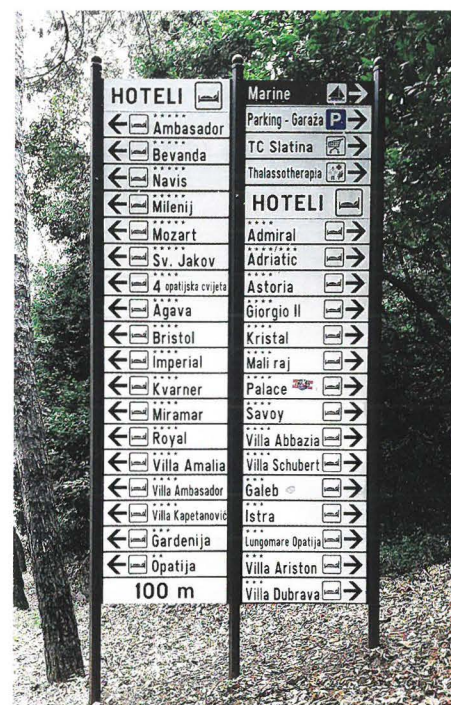 HOTELI
Ambasador
Bevanda
Navis
Milenij
Mozart
Sv. Jakov
4 opatijska cvijeta
Agava
Bristol
Imperial
Kvarner
Miramar
Royal
Villa Amalia
Villa Ambasador
Villa Kapetanović
Gardenija
Opatija
100 m
Marine
Parking - Garaža P
TC Slatina
Thalassotherapia
HOTELI
Admiral
Adriatic
Astoria
Giorgio II
Kristal
Mali raj
Palace
Savoy
Villa Abbazia
Villa Schubert
Galeb
Istra
Lungomare Opatija
Villa Ariston
Villa Dubrava